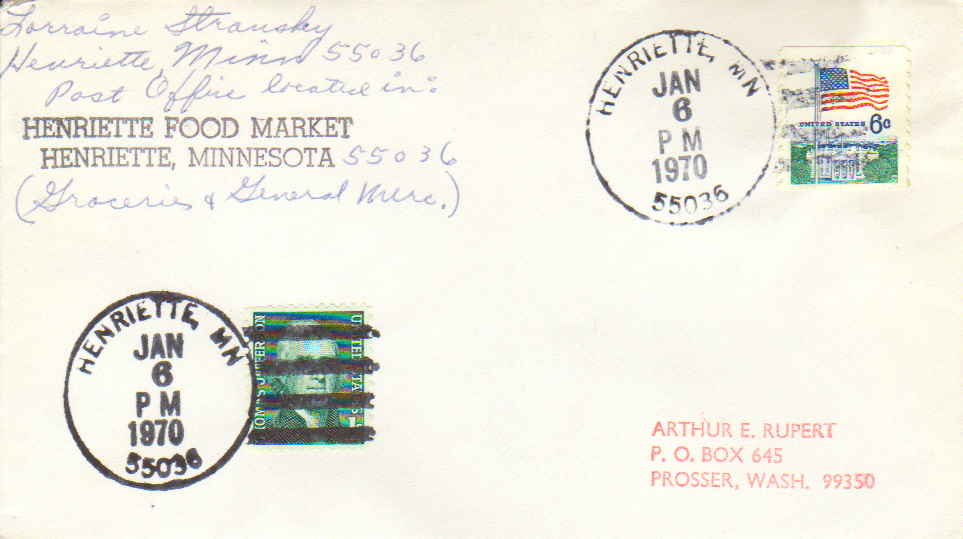 Lorraine Stransky
Henriette, Minn 55036
Post Office located in:
HENRIETTE FOOD MARKET
HENRIETTE, MINNESOTA 55036
(Groceries & General Merc.)
HENRIETTE, MN
JAN
6
PM
1970
55036
UNITED STATES 6c
HENRIETTE, MN
JAN
6
PM
1970
55036
UNITED STATES
ARTHUR E. RUPERT
P. O. BOX 645
PROSSER, WASH. 99350